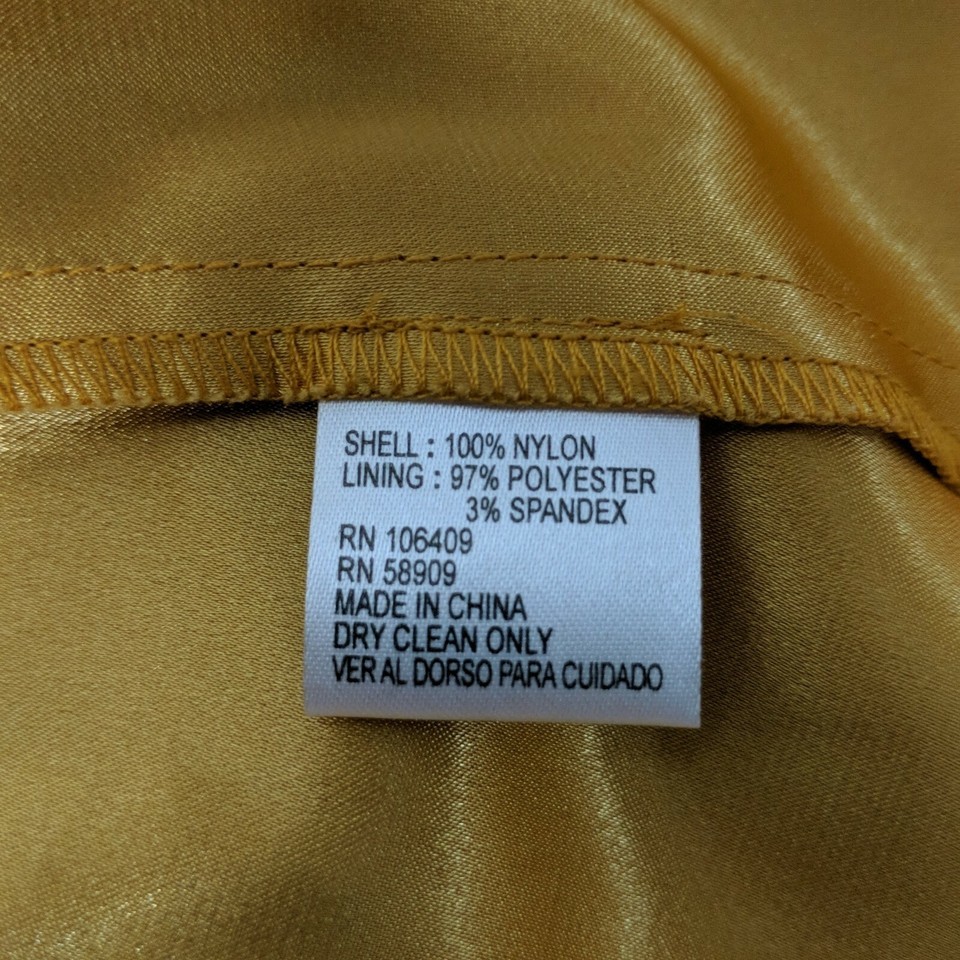 SHELL : 100% NYLON
LINING : 97% POLYESTER
3% SPANDEX
RN 106409
RN 58909
MADE IN CHINA
DRY CLEAN ONLY
VER AL DORSO PARA CUIDADO